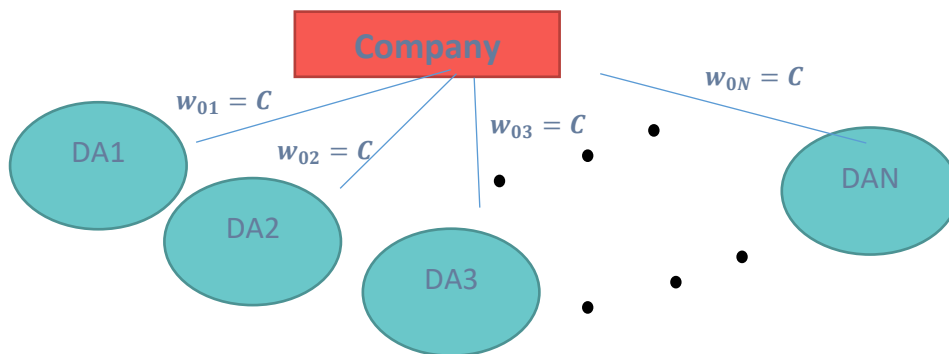 Company
w₀₁ = C
w₀₂ = C
w₀₃ = C
w₀N = C
DA1
DA2
DA3
DAN